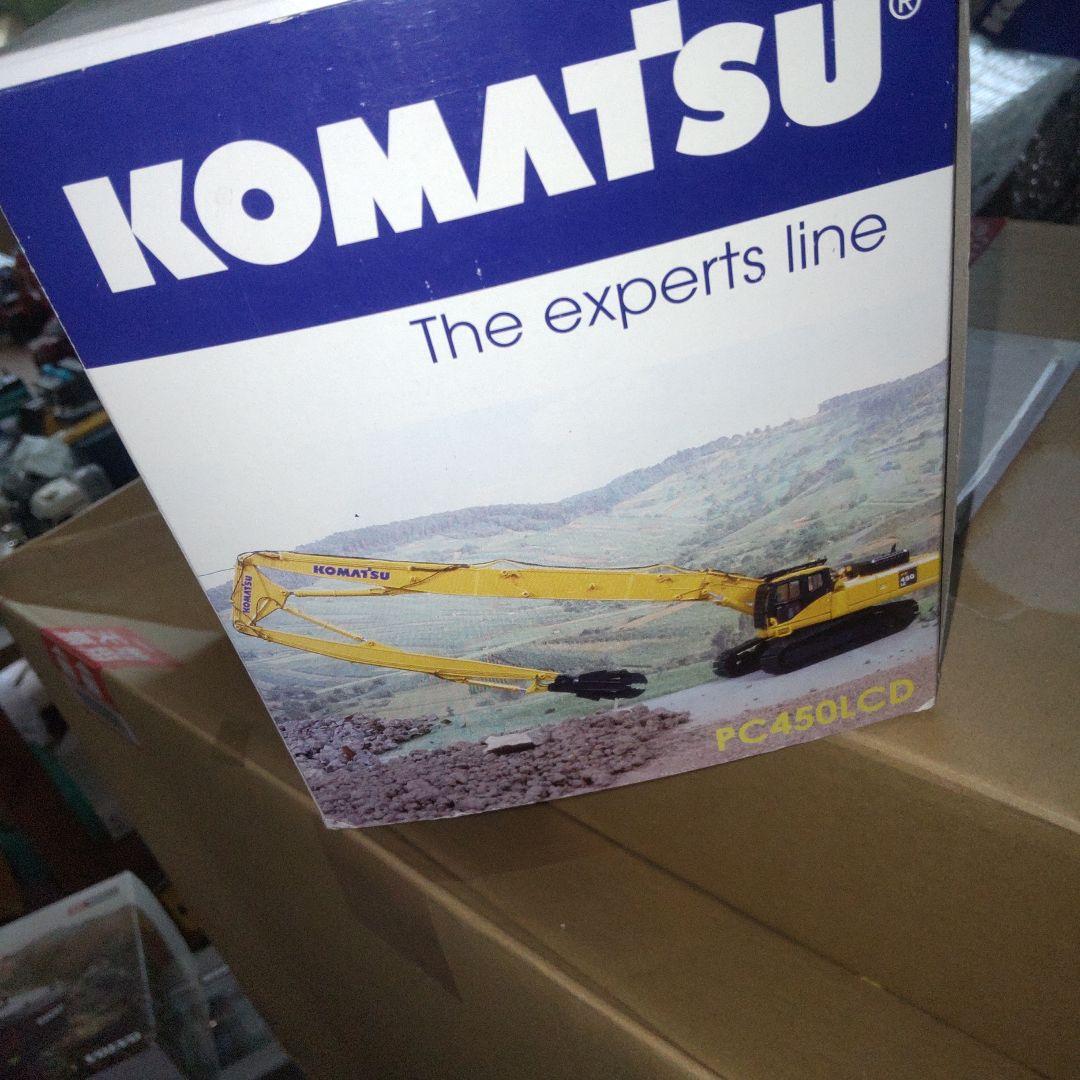 KOMATSU®
The experts line
KOMATSU
KOMATSU
450
PC450LCD